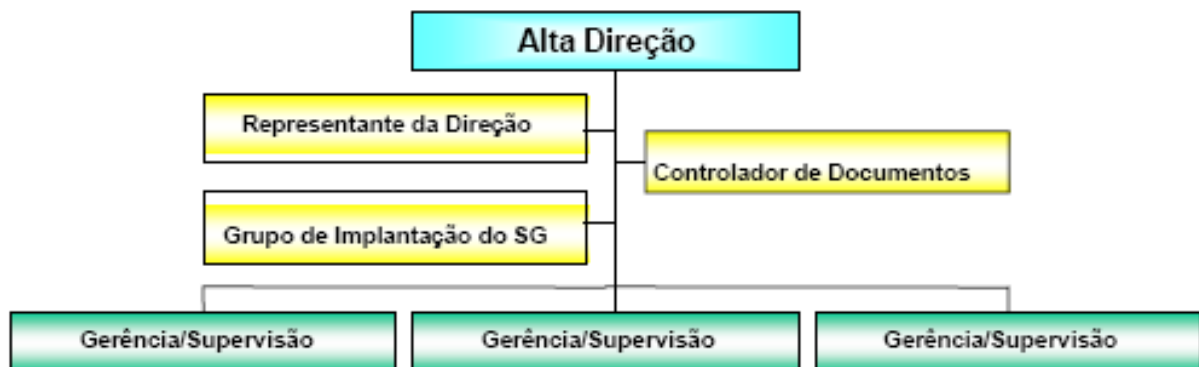 Alta Direção
Representante da Direção
Controlador de Documentos
Grupo de Implantação do SG
Gerência/Supervisão
Gerência/Supervisão
Gerência/Supervisão